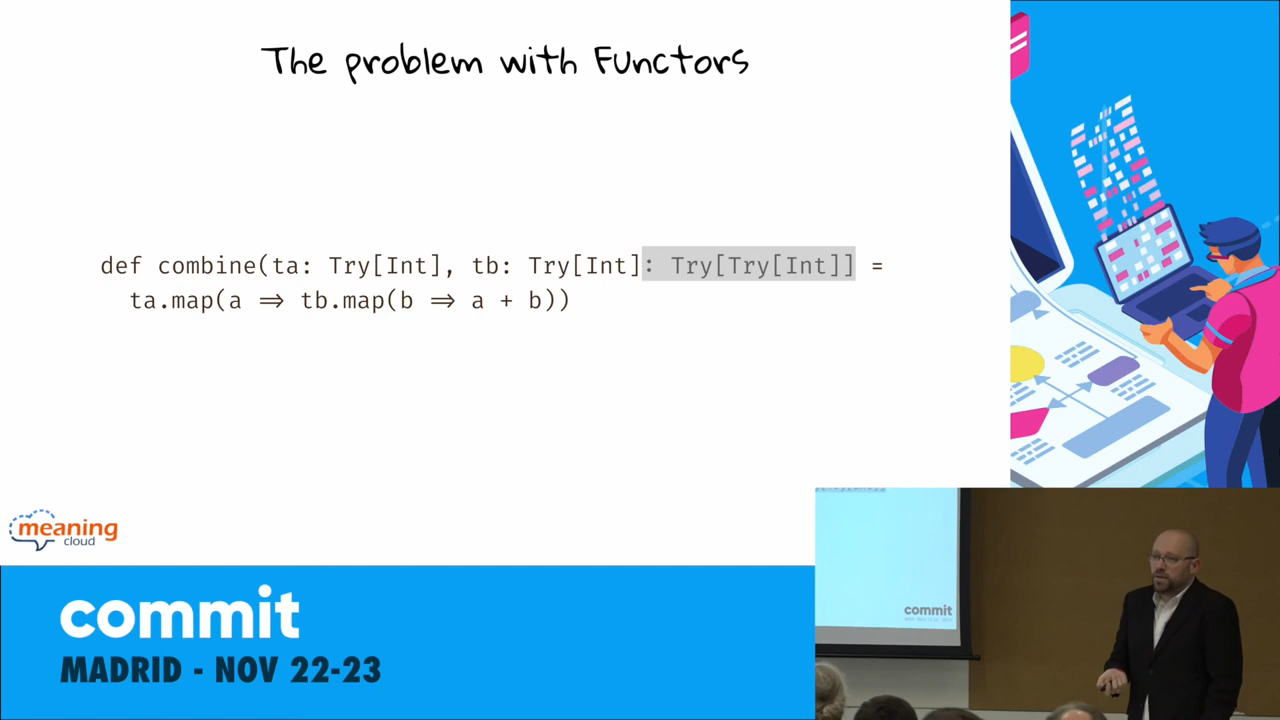 The problem with Functors
def combine(ta: Try[Int], tb: Try[Int]: Try[Try[Int]] =
ta.map(a ⇒ tb.map(b ⇒ a + b))
meaning
cloud
commit
MADRID - NOV 22-23
commit